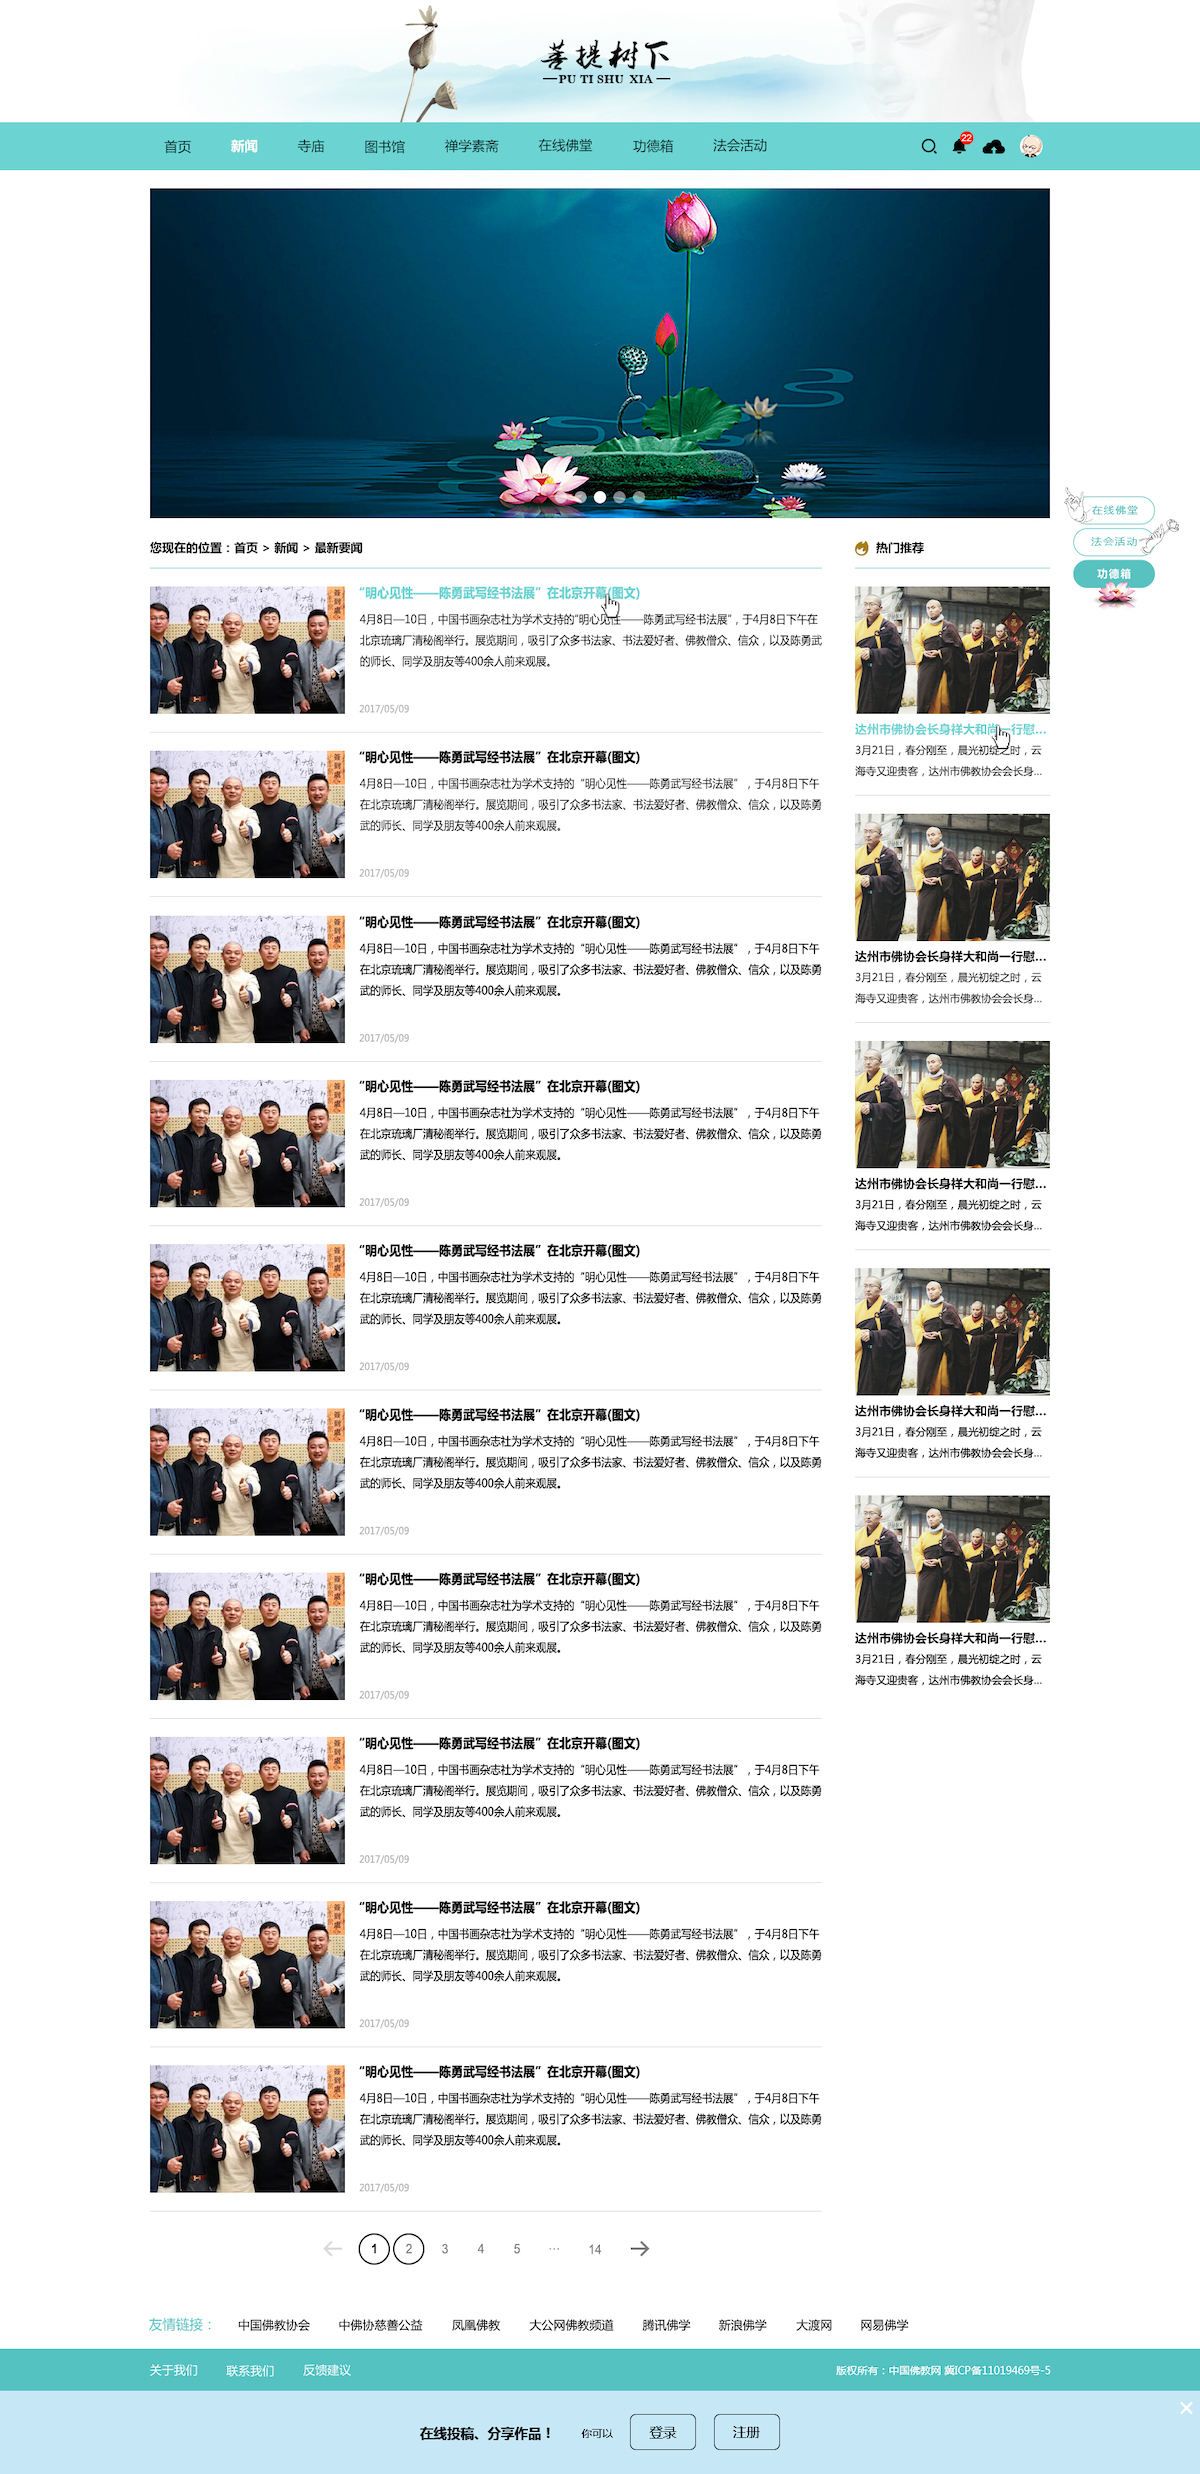 菩提树下
—PU TI SHU XIA—
首页 新闻 寺庙 图书馆 禅学素斋 在线佛堂 功德箱 法会活动 22
在线佛堂
法会活动
功德箱
您现在的位置：首页 > 新闻 > 最新要闻
签到处
“明心见性——陈勇武写经书法展”在北京开幕(图文)
4月8日—10日，中国书画杂志社为学术支持的“明心见性——陈勇武写经书法展”，于4月8日下午在
北京琉璃厂清秘阁举行。展览期间，吸引了众多书法家、书法爱好者、佛教僧众、信众，以及陈勇武
的师长、同学及朋友等400余人前来观展。
2017/05/09
签到处
“明心见性——陈勇武写经书法展”在北京开幕(图文)
4月8日—10日，中国书画杂志社为学术支持的“明心见性——陈勇武写经书法展”，于4月8日下午
在北京琉璃厂清秘阁举行。展览期间，吸引了众多书法家、书法爱好者、佛教僧众、信众，以及陈勇
武的师长、同学及朋友等400余人前来观展。
2017/05/09
签到处
“明心见性——陈勇武写经书法展”在北京开幕(图文)
4月8日—10日，中国书画杂志社为学术支持的“明心见性——陈勇武写经书法展”，于4月8日下午
在北京琉璃厂清秘阁举行。展览期间，吸引了众多书法家、书法爱好者、佛教僧众、信众，以及陈勇
武的师长、同学及朋友等400余人前来观展。
2017/05/09
签到处
“明心见性——陈勇武写经书法展”在北京开幕(图文)
4月8日—10日，中国书画杂志社为学术支持的“明心见性——陈勇武写经书法展”，于4月8日下午
在北京琉璃厂清秘阁举行。展览期间，吸引了众多书法家、书法爱好者、佛教僧众、信众，以及陈勇
武的师长、同学及朋友等400余人前来观展。
2017/05/09
签到处
“明心见性——陈勇武写经书法展”在北京开幕(图文)
4月8日—10日，中国书画杂志社为学术支持的“明心见性——陈勇武写经书法展”，于4月8日下午
在北京琉璃厂清秘阁举行。展览期间，吸引了众多书法家、书法爱好者、佛教僧众、信众，以及陈勇
武的师长、同学及朋友等400余人前来观展。
2017/05/09
签到处
“明心见性——陈勇武写经书法展”在北京开幕(图文)
4月8日—10日，中国书画杂志社为学术支持的“明心见性——陈勇武写经书法展”，于4月8日下午
在北京琉璃厂清秘阁举行。展览期间，吸引了众多书法家、书法爱好者、佛教僧众、信众，以及陈勇
武的师长、同学及朋友等400余人前来观展。
2017/05/09
签到处
“明心见性——陈勇武写经书法展”在北京开幕(图文)
4月8日—10日，中国书画杂志社为学术支持的“明心见性——陈勇武写经书法展”，于4月8日下午
在北京琉璃厂清秘阁举行。展览期间，吸引了众多书法家、书法爱好者、佛教僧众、信众，以及陈勇
武的师长、同学及朋友等400余人前来观展。
2017/05/09
签到处
“明心见性——陈勇武写经书法展”在北京开幕(图文)
4月8日—10日，中国书画杂志社为学术支持的“明心见性——陈勇武写经书法展”，于4月8日下午
在北京琉璃厂清秘阁举行。展览期间，吸引了众多书法家、书法爱好者、佛教僧众、信众，以及陈勇
武的师长、同学及朋友等400余人前来观展。
2017/05/09
签到处
“明心见性——陈勇武写经书法展”在北京开幕(图文)
4月8日—10日，中国书画杂志社为学术支持的“明心见性——陈勇武写经书法展”，于4月8日下午
在北京琉璃厂清秘阁举行。展览期间，吸引了众多书法家、书法爱好者、佛教僧众、信众，以及陈勇
武的师长、同学及朋友等400余人前来观展。
2017/05/09
签到处
“明心见性——陈勇武写经书法展”在北京开幕(图文)
4月8日—10日，中国书画杂志社为学术支持的“明心见性——陈勇武写经书法展”，于4月8日下午
在北京琉璃厂清秘阁举行。展览期间，吸引了众多书法家、书法爱好者、佛教僧众、信众，以及陈勇
武的师长、同学及朋友等400余人前来观展。
2017/05/09
热门推荐
达州市佛协会长身祥大和尚一行慰...
3月21日，春分刚至，晨光初绽之时，云
海寺又迎贵客，达州市佛教协会会长身...
达州市佛协会长身祥大和尚一行慰...
3月21日，春分刚至，晨光初绽之时，云
海寺又迎贵客，达州市佛教协会会长身...
达州市佛协会长身祥大和尚一行慰...
3月21日，春分刚至，晨光初绽之时，云
海寺又迎贵客，达州市佛教协会会长身...
达州市佛协会长身祥大和尚一行慰...
3月21日，春分刚至，晨光初绽之时，云
海寺又迎贵客，达州市佛教协会会长身...
达州市佛协会长身祥大和尚一行慰...
3月21日，春分刚至，晨光初绽之时，云
海寺又迎贵客，达州市佛教协会会长身...
1 2 3 4 5 ... 14
友情链接： 中国佛教协会 中佛协慈善公益 凤凰佛教 大公网佛教频道 腾讯佛学 新浪佛学 大渡网 网易佛学
关于我们 联系我们 反馈建议 版权所有：中国佛教网 冀ICP备11019469号-5
在线投稿、分享作品！ 你可以 登录 注册